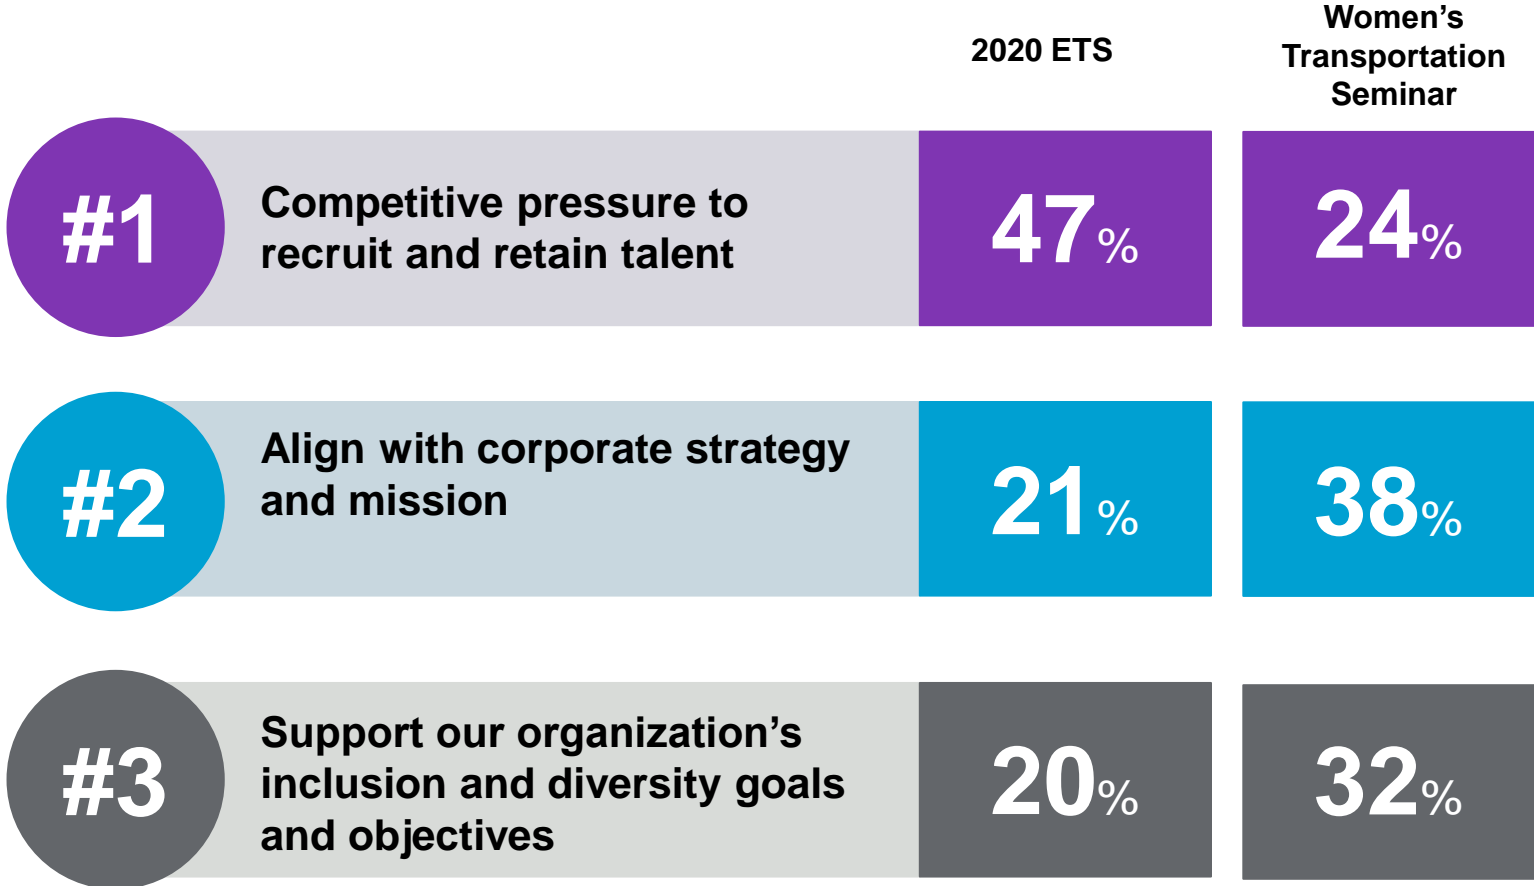 2020 ETS
Women’s
Transportation
Seminar
#1
Competitive pressure to
recruit and retain talent
47%
24%
#2
Align with corporate strategy
and mission
21%
38%
#3
Support our organization’s
inclusion and diversity goals
and objectives
20%
32%